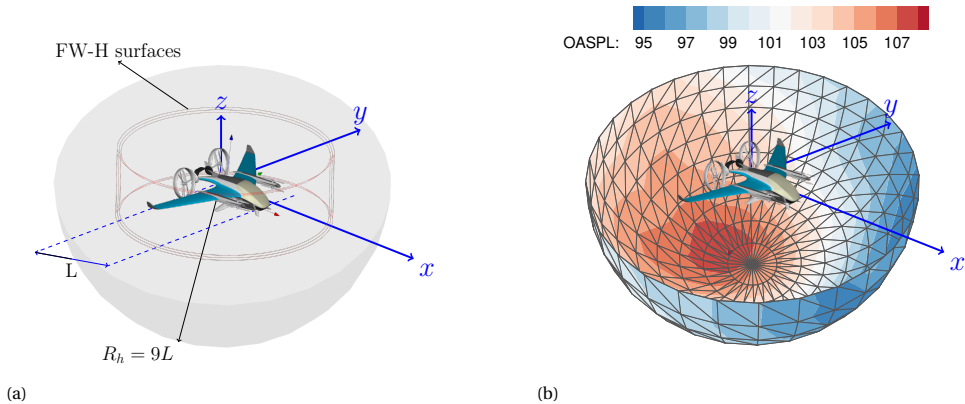 FW-H surfaces
z
y
x
L
R_h = 9L
(a)
OASPL: 95 97 99 101 103 105 107
z
y
x
(b)